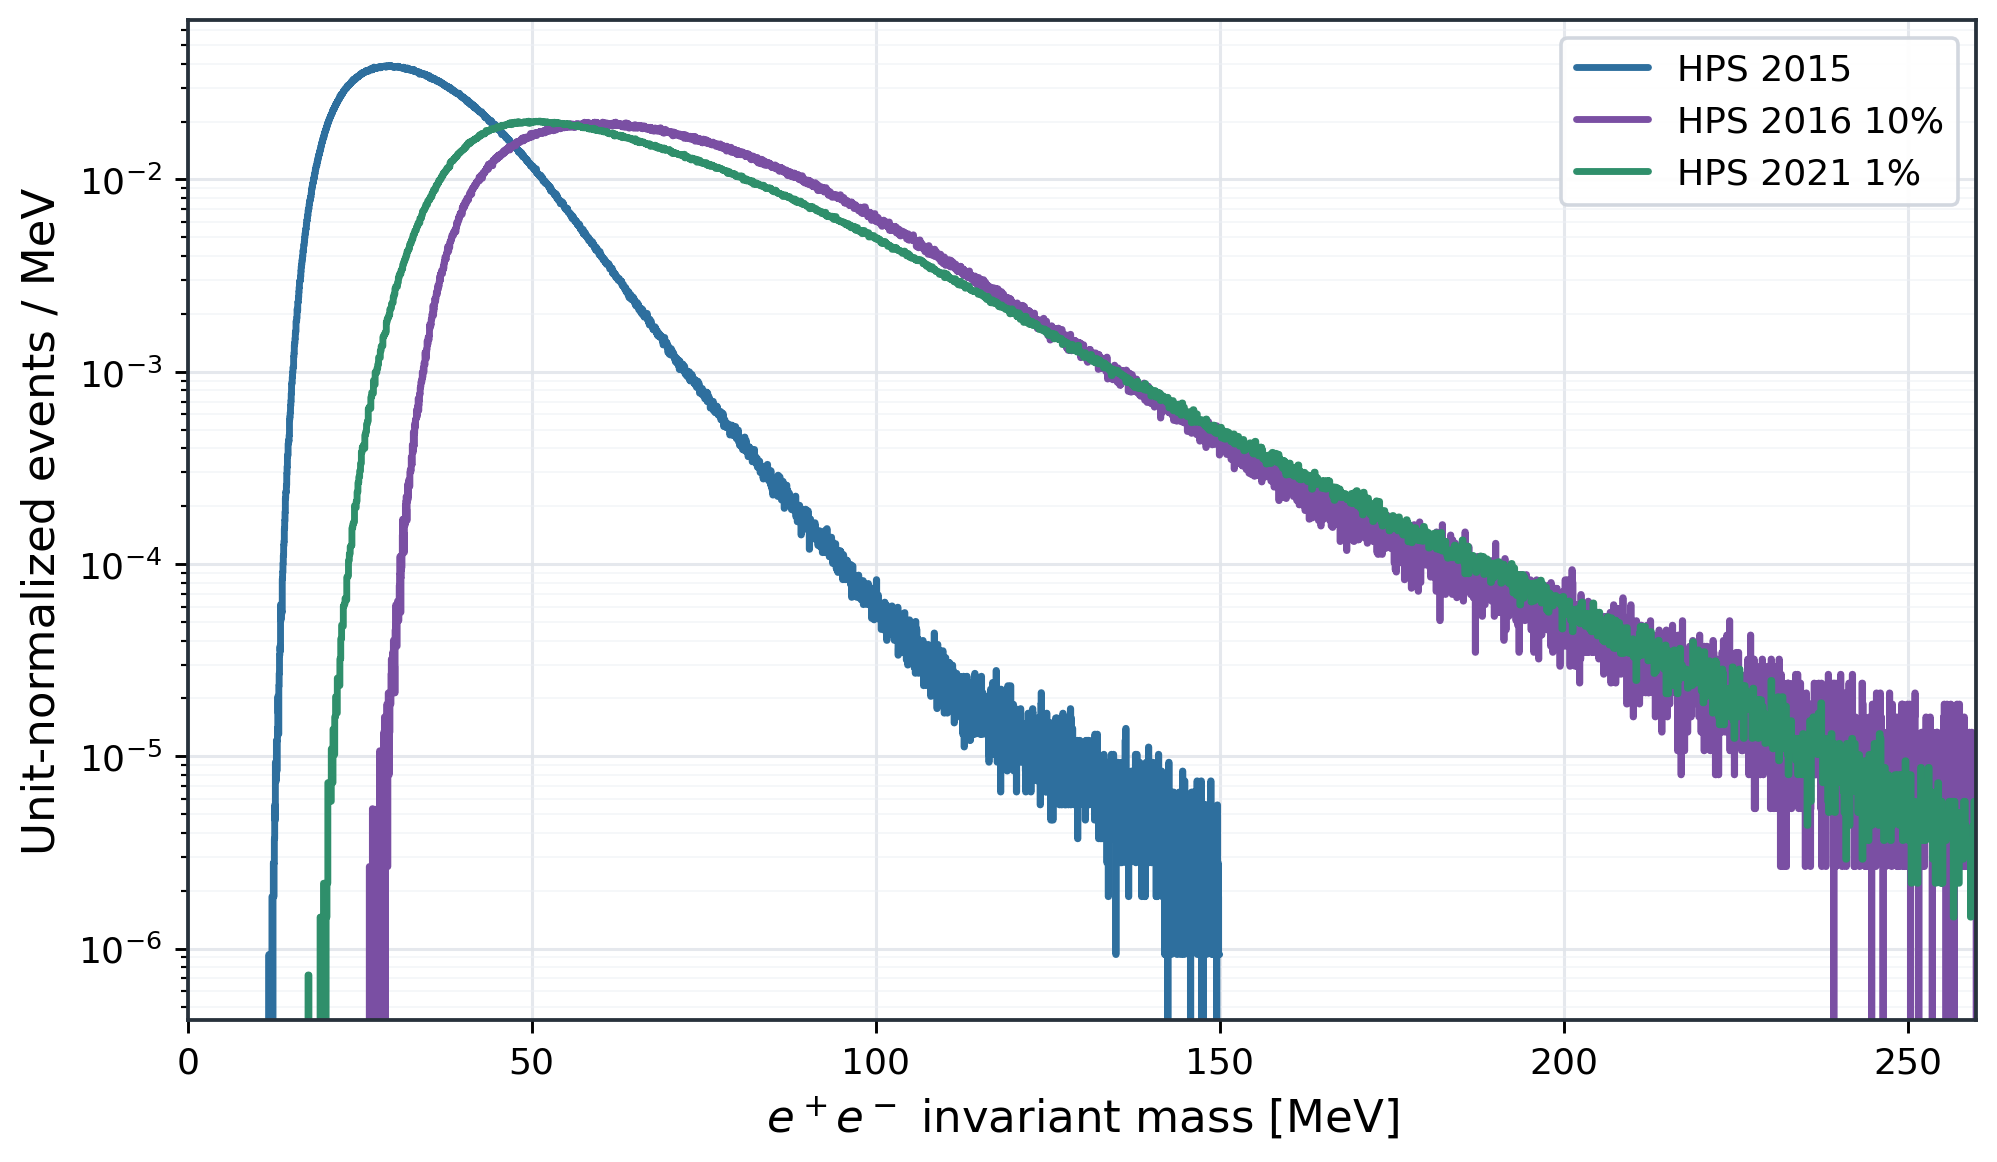 HPS 2015
HPS 2016 10%
HPS 2021 1%
Unit-normalized events / MeV
10⁻²
10⁻³
10⁻⁴
10⁻⁵
10⁻⁶
0 50 100 150 200 250
e⁺e⁻ invariant mass [MeV]